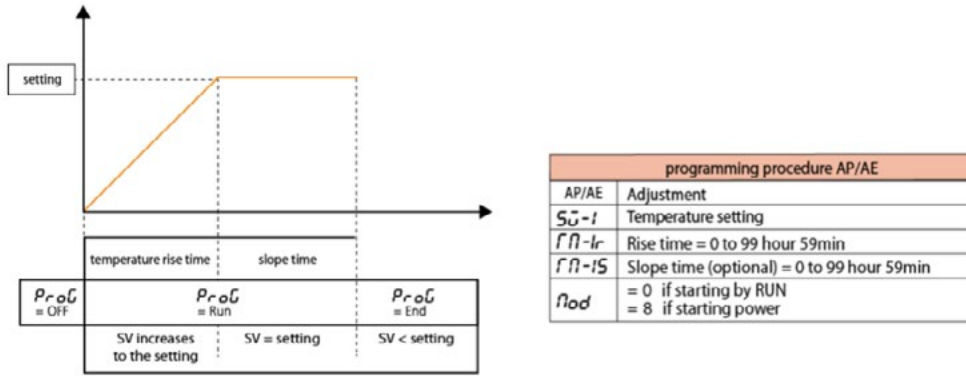 setting
temperature rise time
slope time
ProG
= OFF
ProG
= Run
ProG
= End
SV increases
to the setting
SV = setting
SV < setting
programming procedure AP/AE
AP/AE Adjustment
SV-1 Temperature setting
TM-1r Rise time = 0 to 99 hour 59min
TM-1S Slope time (optional) = 0 to 99 hour 59min
Mod = 0 if starting by RUN
= 8 if starting power